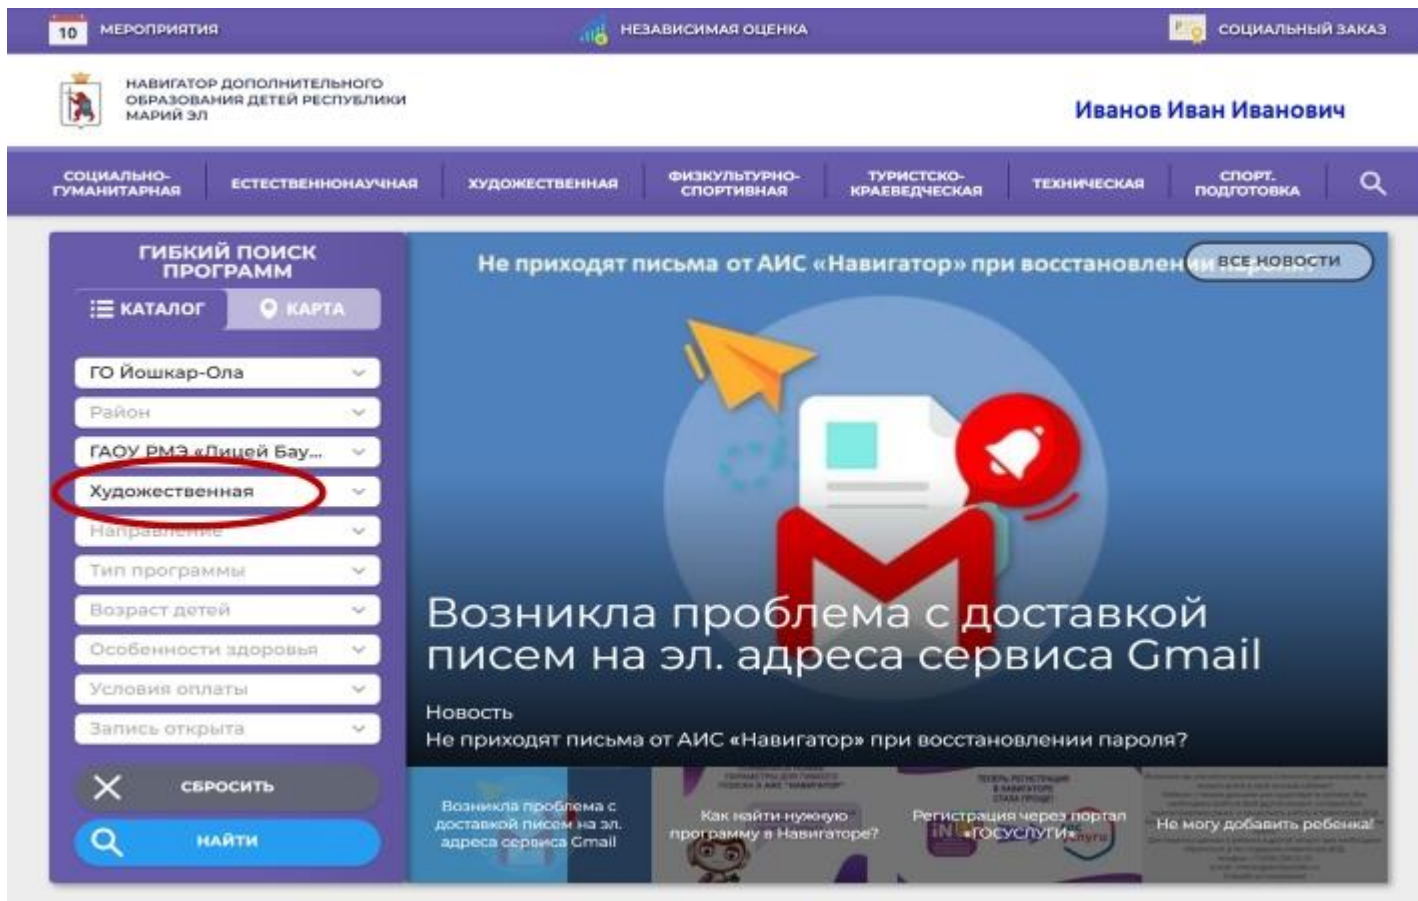 10 МЕРОПРИЯТИЯ
НЕЗАВИСИМАЯ ОЦЕНКА
СОЦИАЛЬНЫЙ ЗАКАЗ
НАВИГАТОР ДОПОЛНИТЕЛЬНОГО
ОБРАЗОВАНИЯ ДЕТЕЙ РЕСПУБЛИКИ
МАРИЙ ЭЛ
Иванов Иван Иванович
СОЦИАЛЬНО-
ГУМАНИТАРНАЯ
ЕСТЕСТВЕННОНАУЧНАЯ
ХУДОЖЕСТВЕННАЯ
ФИЗКУЛЬТУРНО-
СПОРТИВНАЯ
ТУРИСТСКО-
КРАЕВЕДЧЕСКАЯ
ТЕХНИЧЕСКАЯ
СПОРТ.
ПОДГОТОВКА
ГИБКИЙ ПОИСК
ПРОГРАММ
КАТАЛОГ
КАРТА
ГО Йошкар-Ола
Район
ГАОУ РМЭ «Лицей Бау...
Художественная
Направление
Тип программы
Возраст детей
Особенности здоровья
Условия оплаты
Запись открыта
СБРОСИТЬ
НАЙТИ
Не приходят письма от АИС «Навигатор» при восстановлении
ВСЕ НОВОСТИ
Возникла проблема с доставкой
писем на эл. адреса сервиса Gmail
Новость
Не приходят письма от АИС «Навигатор» при восстановлении пароля?
Возникла проблема с
доставкой писем на эл.
адреса сервиса Gmail
Как найти нужную
программу в Навигаторе?
ТЕПЕРЬ РЕГИСТРАЦИЯ
В НАВИГАТОРЕ
СТАЛА ПРОЩЕ!
Регистрация через портал
«ГОСУСЛУГИ»
Не могу добавить ребенка!